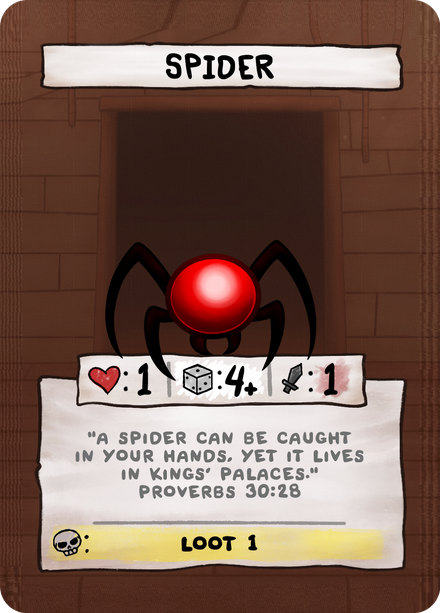 SPIDER
:1 :4+ :1
"A SPIDER CAN BE CAUGHT
IN YOUR HANDS, YET IT LIVES
IN KINGS' PALACES."
PROVERBS 30:28
: LOOT 1